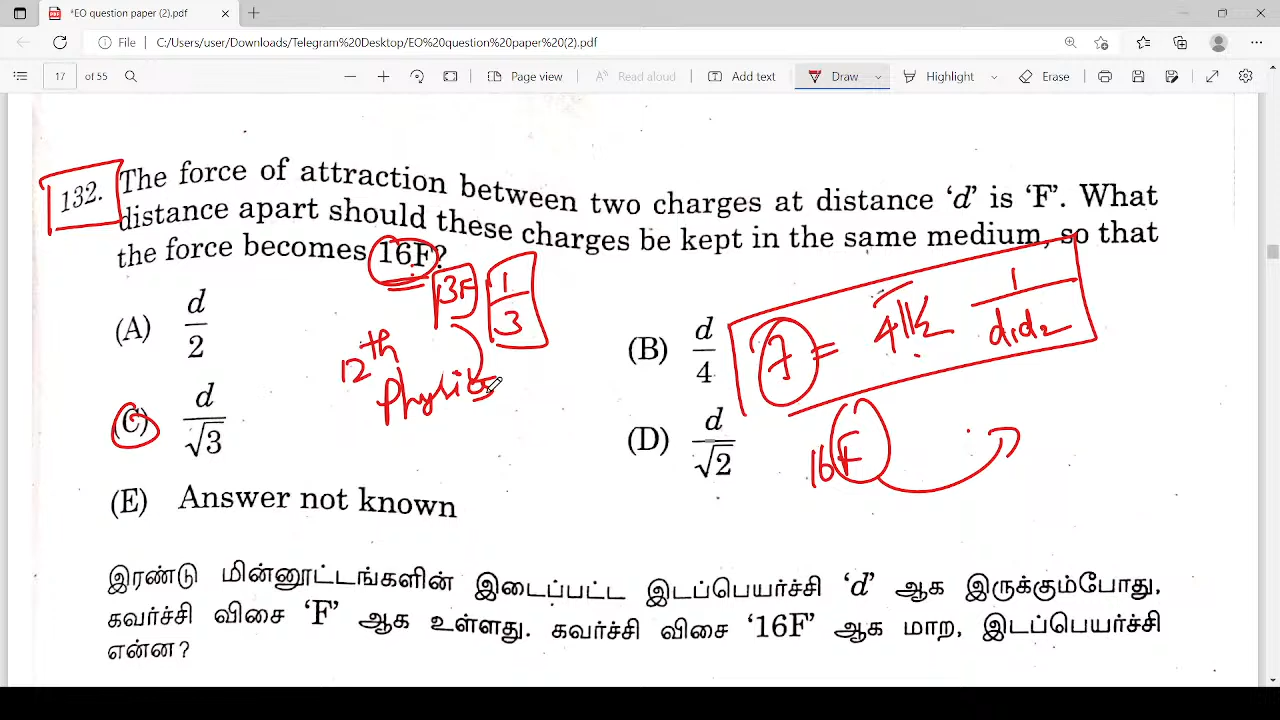 *EO question paper (2).pdf
File C:/Users/user/Downloads/Telegram%20Desktop/EO%20question%20paper%20(2).pdf
17 of 55 Page view Read aloud Add text Draw Highlight Erase
132. The force of attraction between two charges at distance ‘d’ is ‘F’. What
distance apart should these charges be kept in the same medium, so that
the force becomes 16F?
13F 1/3
(A) d/2
(B) d/4
12th
Physics
(C) d/√3
(D) d/√2
16F
(E) Answer not known
இரண்டு மின்னூட்டங்களின் இடைப்பட்ட இடப்பெயர்ச்சி ‘d’ ஆக இருக்கும்போது,
கவர்ச்சி விசை ‘F’ ஆக உள்ளது. கவர்ச்சி விசை ‘16F’ ஆக மாற, இடப்பெயர்ச்சி
என்ன?